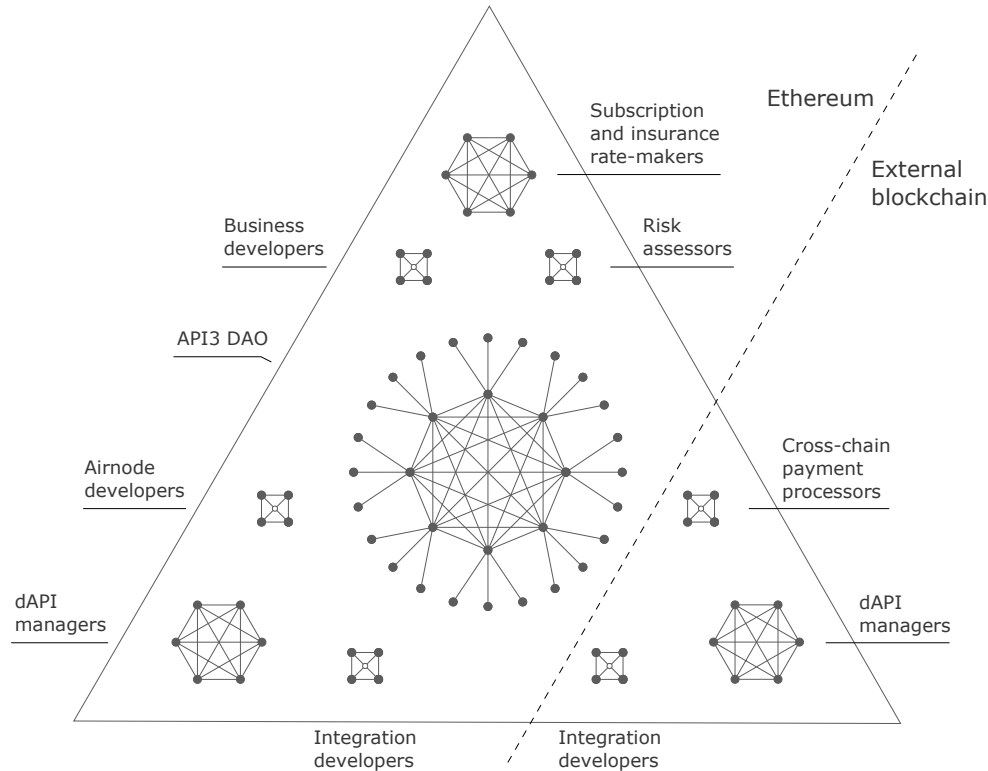 Ethereum
Subscription
and insurance
rate-makers
External
blockchain
Business
developers
Risk
assessors
API3 DAO
Airnode
developers
Cross-chain
payment
processors
dAPI
managers
dAPI
managers
Integration
developers
Integration
developers